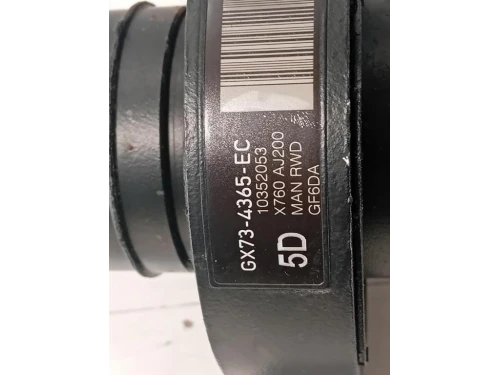 GX73-4365-EC
10352053
X760 AJ200
MAN RWD
GF6DA
5D